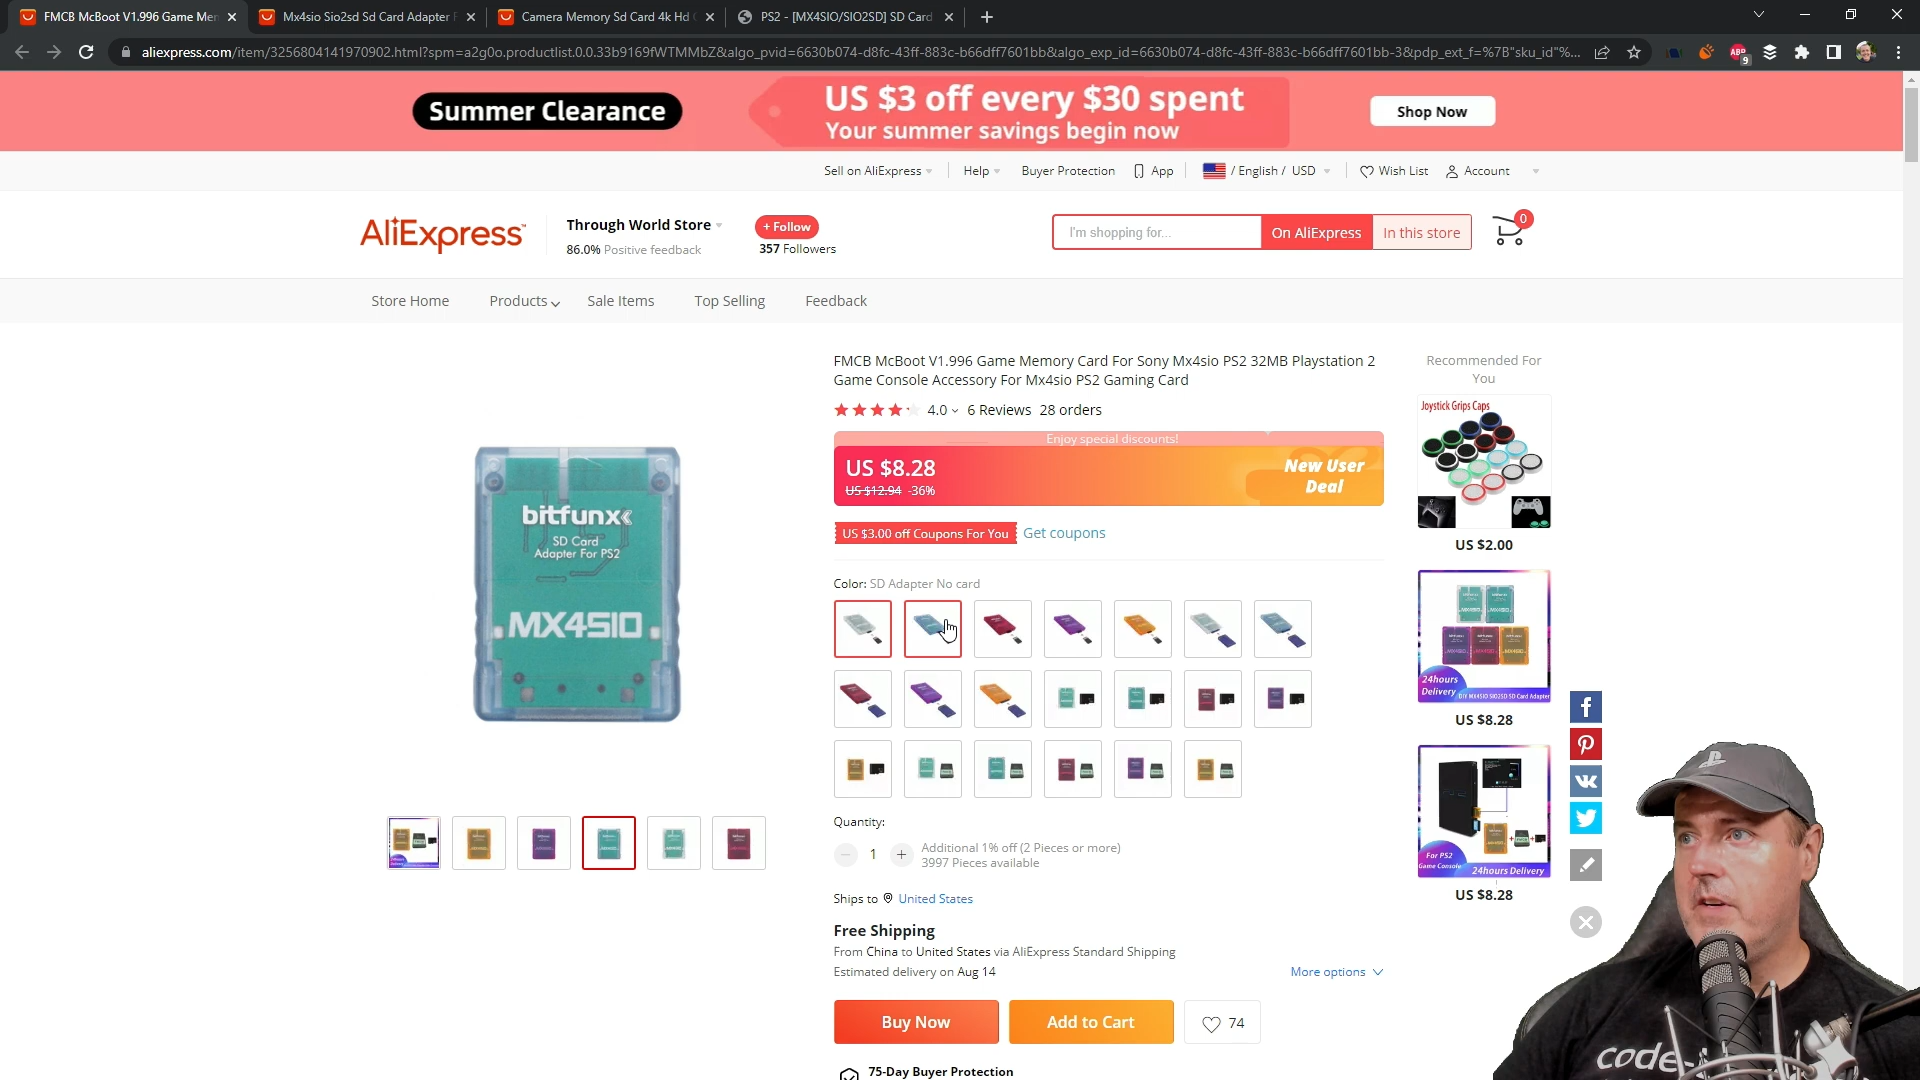 FMCB McBoot V1.996 Game Mem
Mx4sio Sio2sd Sd Card Adapter F
Camera Memory Sd Card 4k Hd
PS2 - [MX4SIO/SIO2SD] SD Card
aliexpress.com/item/3256804141970902.html?spm=a2g0o.productlist.0.0.33b9169fWTMMbZ&algo_pvid=6630b074-d8fc-43ff-883c-b66dff7601bb&algo_exp_id=6630b074-d8fc-43ff-883c-b66dff7601bb-3&pdp_ext_f=%7B"sku_id"%...
ABP
9
Summer Clearance
US $3 off every $30 spent
Your summer savings begin now
Shop Now
Sell on AliExpress
Help
Buyer Protection
App
/ English / USD
Wish List
Account
AliExpress
Through World Store
86.0% Positive feedback
+ Follow
357 Followers
I'm shopping for...
On AliExpress
In this store
0
Store Home
Products
Sale Items
Top Selling
Feedback
FMCB McBoot V1.996 Game Memory Card For Sony Mx4sio PS2 32MB Playstation 2
Game Console Accessory For Mx4sio PS2 Gaming Card
4.0
6 Reviews
28 orders
Enjoy special discounts!
US $8.28
US $12.94 -36%
New User
Deal
US $3.00 off Coupons For You
Get coupons
Color: SD Adapter No card
bitfunx
SD Card
Adapter For PS2
MX4SIO
Quantity:
1
Additional 1% off (2 Pieces or more)
3997 Pieces available
Ships to
United States
Free Shipping
From China to United States via AliExpress Standard Shipping
Estimated delivery on Aug 14
More options
Buy Now
Add to Cart
74
75-Day Buyer Protection
Recommended For
You
Joystick Grips Caps
US $2.00
24hours
Delivery
DIY MX4SIO SIO2SD SD Card Adapter
US $8.28
For PS2
Game Console
24hours Delivery
US $8.28
code-